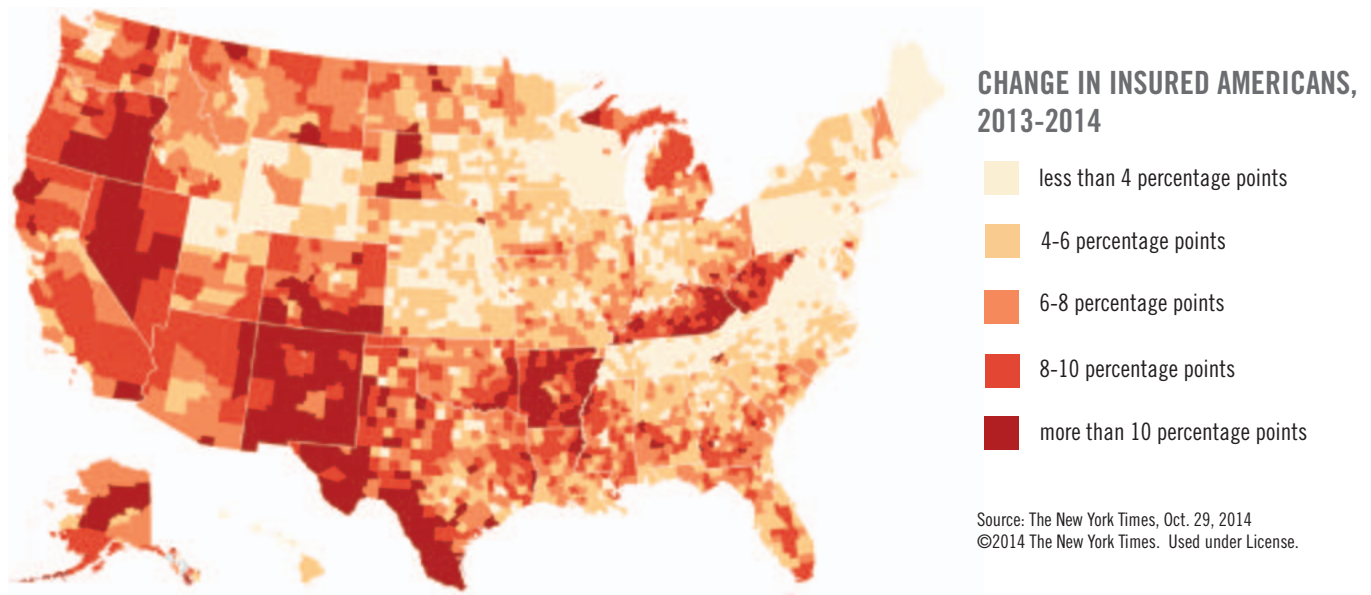 CHANGE IN INSURED AMERICANS,
2013-2014
less than 4 percentage points
4-6 percentage points
6-8 percentage points
8-10 percentage points
more than 10 percentage points
Source: The New York Times, Oct. 29, 2014
©2014 The New York Times.  Used under License.